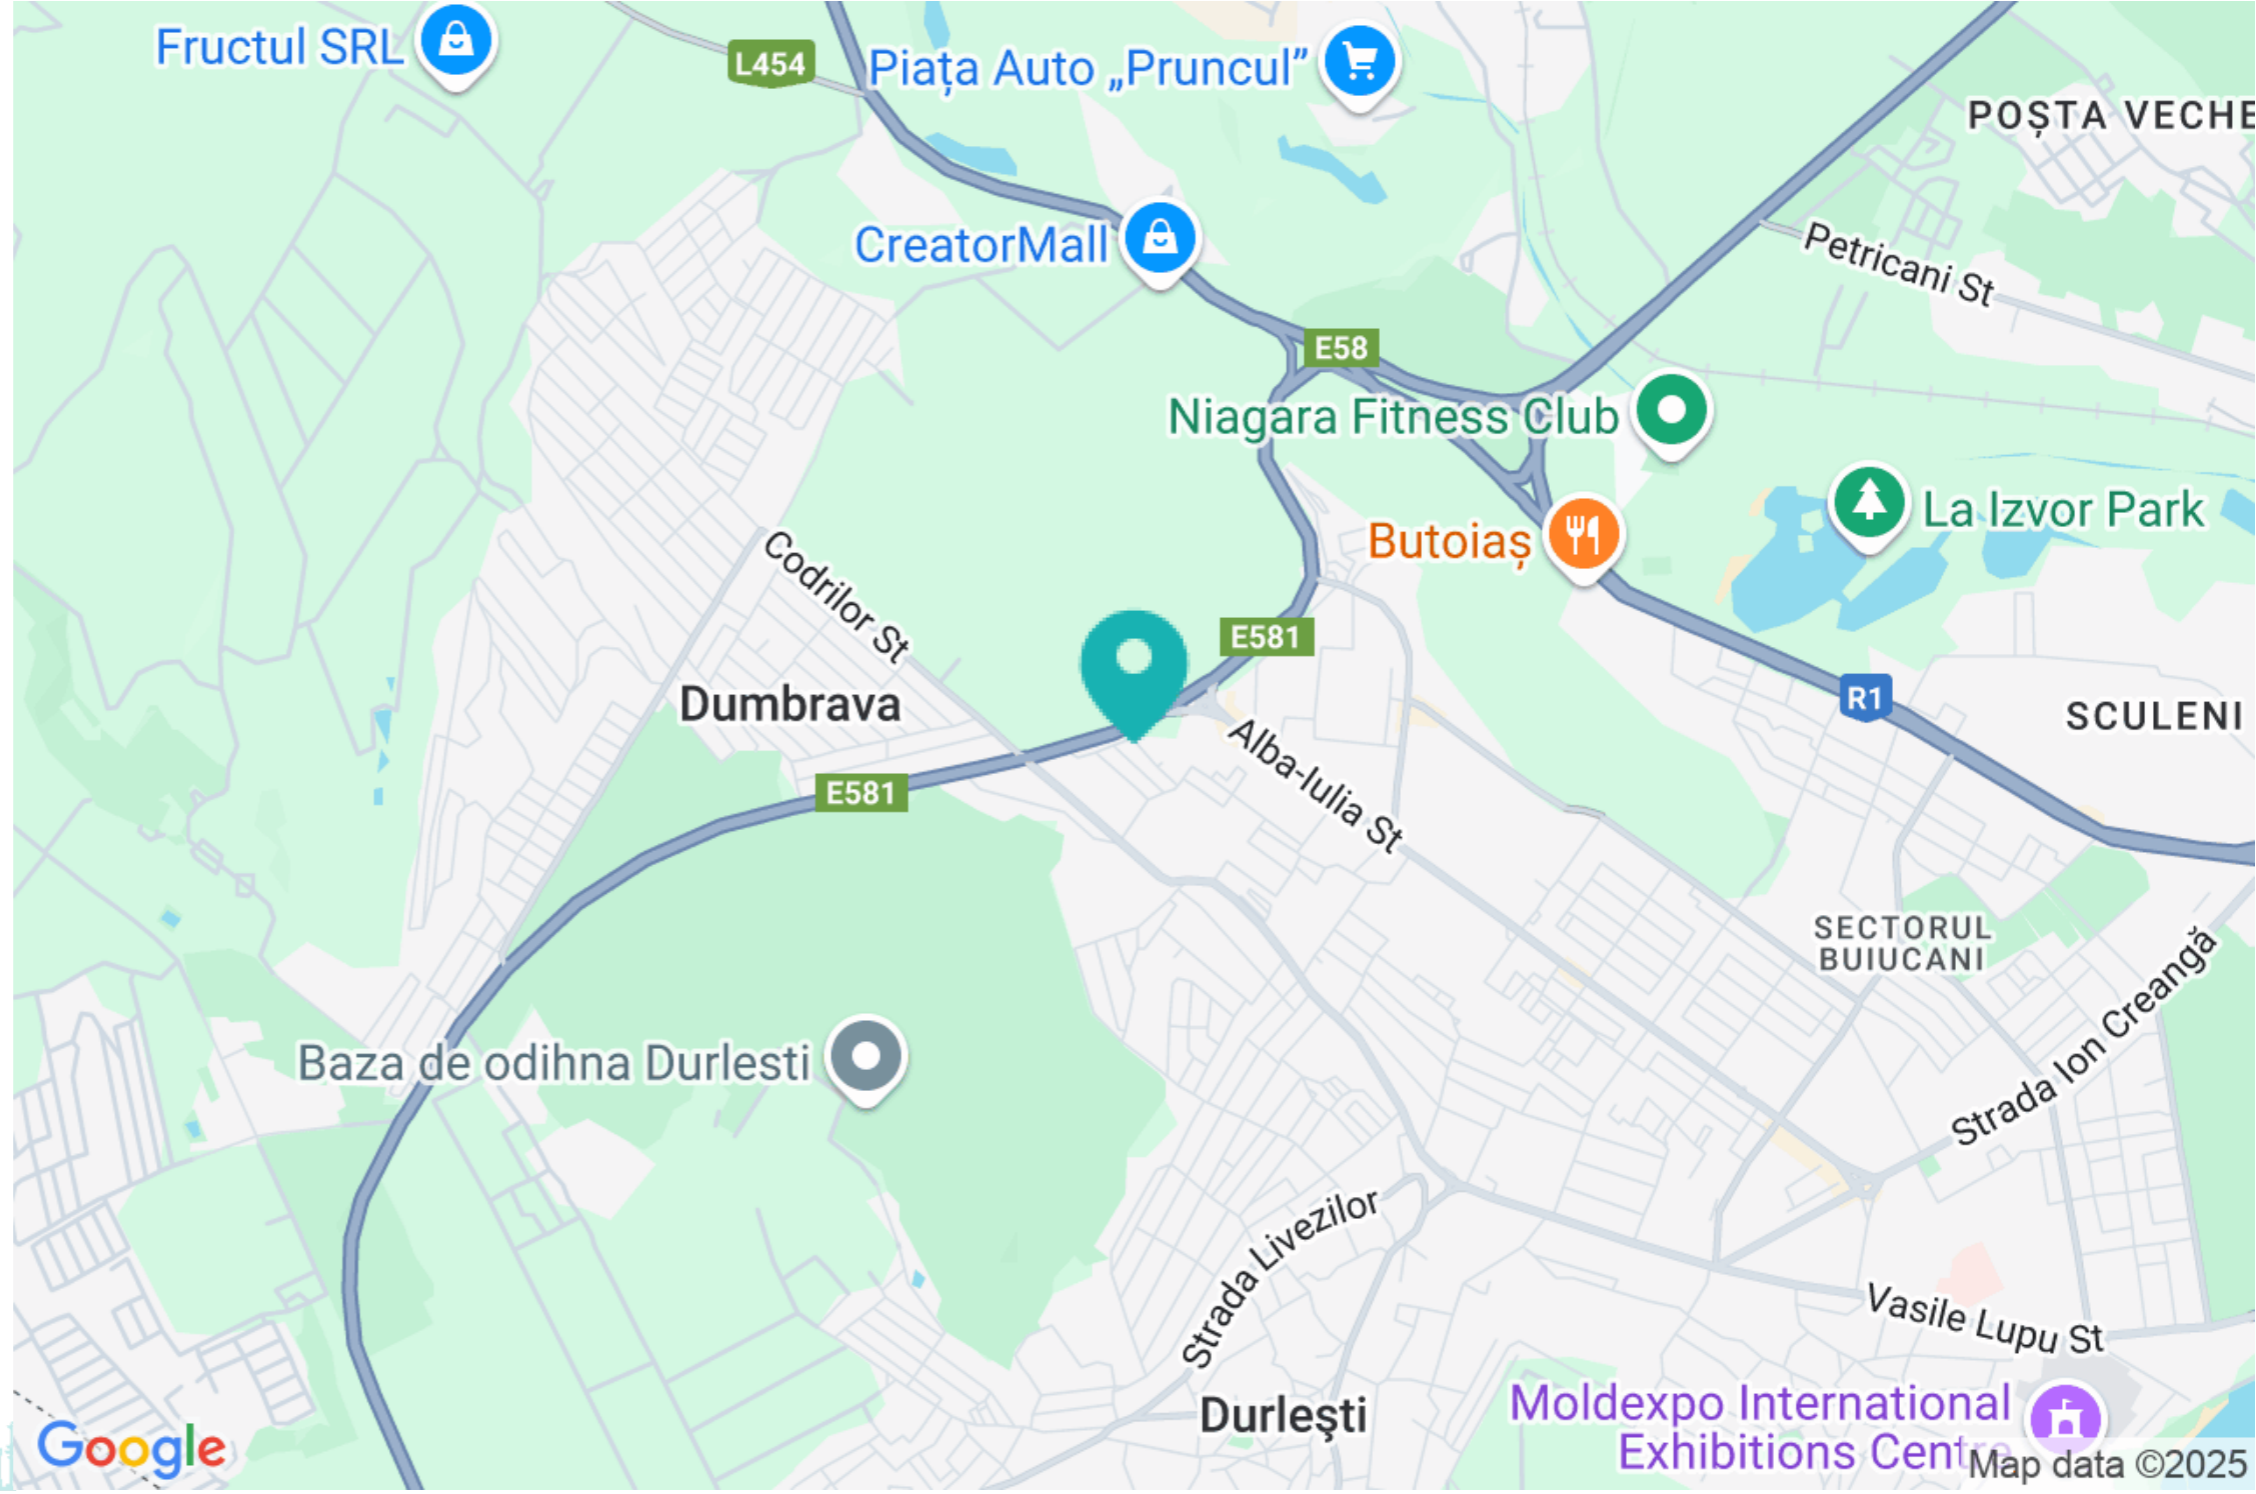 Fructul SRL
L454
Piața Auto „Pruncul”
POȘTA VECHE
CreatorMall
Petricani St
E58
Niagara Fitness Club
La Izvor Park
Butoiaș
Codrilor St
E581
Dumbrava
R1
SCULENI
Alba-Iulia St
E581
SECTORUL
BUIUCANI
Strada Ion Creangă
Baza de odihna Durlesti
Strada Livezilor
Vasile Lupu St
Durleşti
Moldexpo International
Exhibitions Centre
Google
Map data ©2025